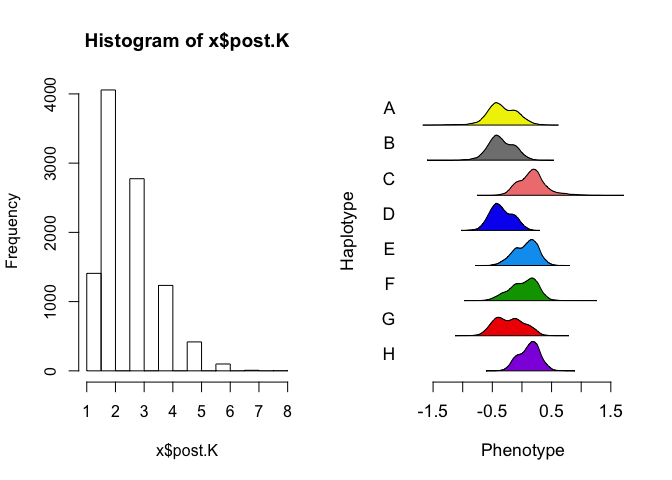 Histogram of x$post.K
Frequency
0
1000
2000
3000
4000
1 2 3 4 5 6 7 8
x$post.K
Haplotype
A
B
C
D
E
F
G
H
-1.5 -0.5 0.5 1.5
Phenotype